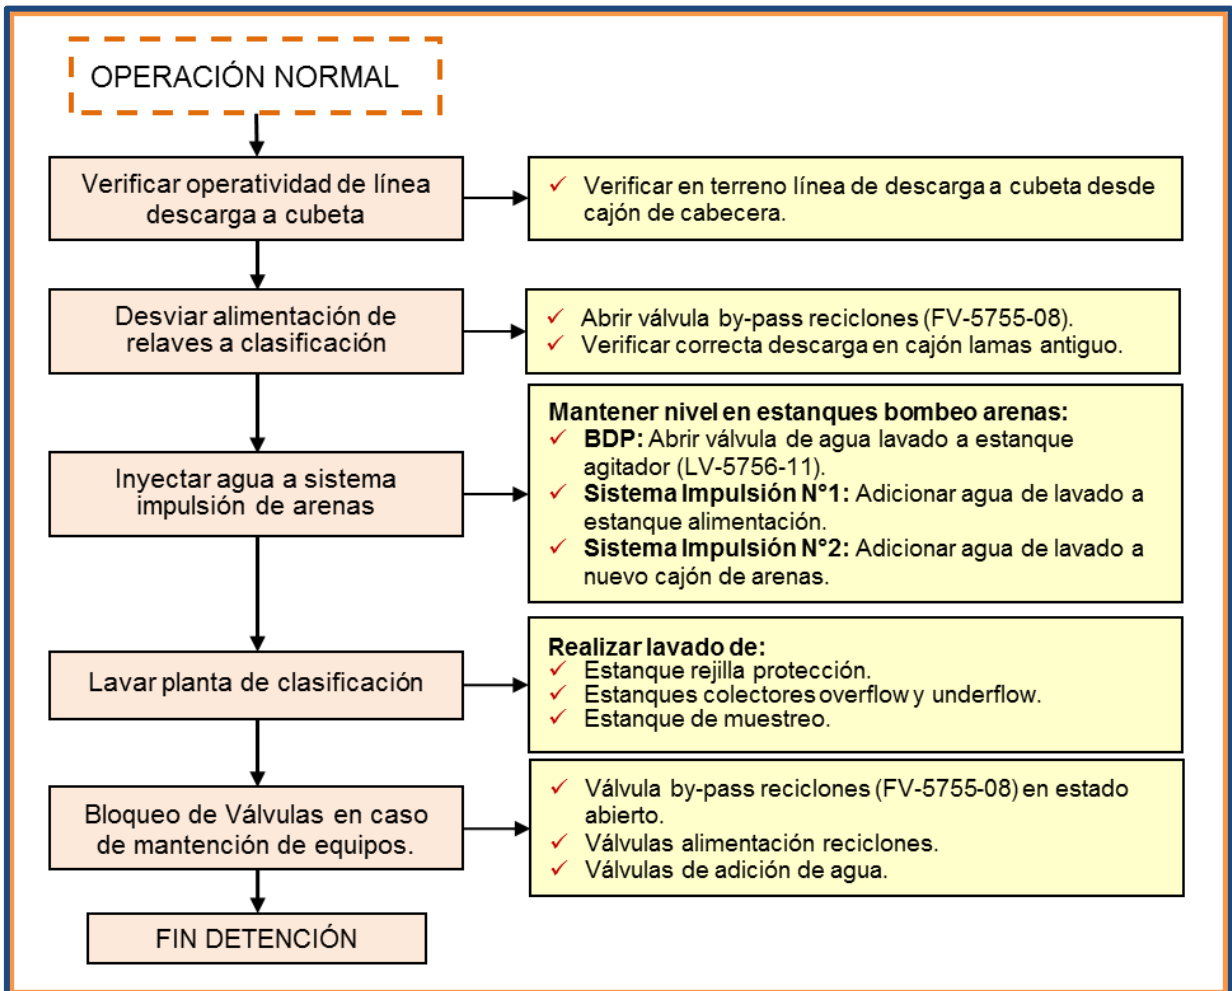 OPERACIÓN NORMAL
Verificar operatividad de línea
descarga a cubeta
✓ Verificar en terreno línea de descarga a cubeta desde
cajón de cabecera.
Desviar alimentación de
relaves a clasificación
✓ Abrir válvula by-pass reciclones (FV-5755-08).
✓ Verificar correcta descarga en cajón lamas antiguo.
Inyectar agua a sistema
impulsión de arenas
Mantener nivel en estanques bombeo arenas:
✓ BDP: Abrir válvula de agua lavado a estanque
agitador (LV-5756-11).
✓ Sistema Impulsión N°1: Adicionar agua de lavado a
estanque alimentación.
✓ Sistema Impulsión N°2: Adicionar agua de lavado a
nuevo cajón de arenas.
Lavar planta de clasificación
Realizar lavado de:
✓ Estanque rejilla protección.
✓ Estanques colectores overflow y underflow.
✓ Estanque de muestreo.
Bloqueo de Válvulas en caso
de mantención de equipos.
✓ Válvula by-pass reciclones (FV-5755-08) en estado
abierto.
✓ Válvulas alimentación reciclones.
✓ Válvulas de adición de agua.
FIN DETENCIÓN